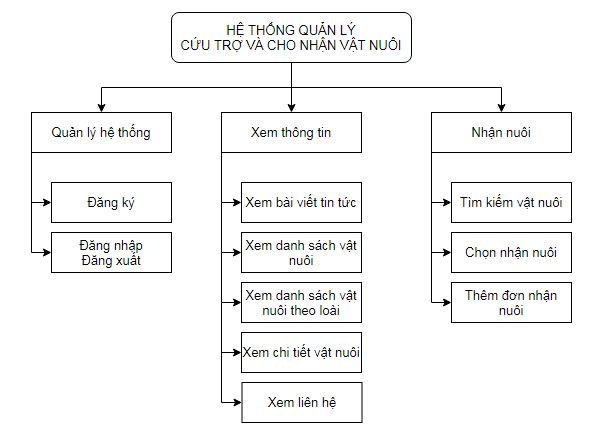 HỆ THỐNG QUẢN LÝ
CỨU TRỢ VÀ CHO NHẬN VẬT NUÔI
Quản lý hệ thống
Đăng ký
Đăng nhập
Đăng xuất
Xem thông tin
Xem bài viết tin tức
Xem danh sách vật
nuôi
Xem danh sách vật
nuôi theo loài
Xem chi tiết vật nuôi
Xem liên hệ
Nhận nuôi
Tìm kiếm vật nuôi
Chọn nhận nuôi
Thêm đơn nhận
nuôi